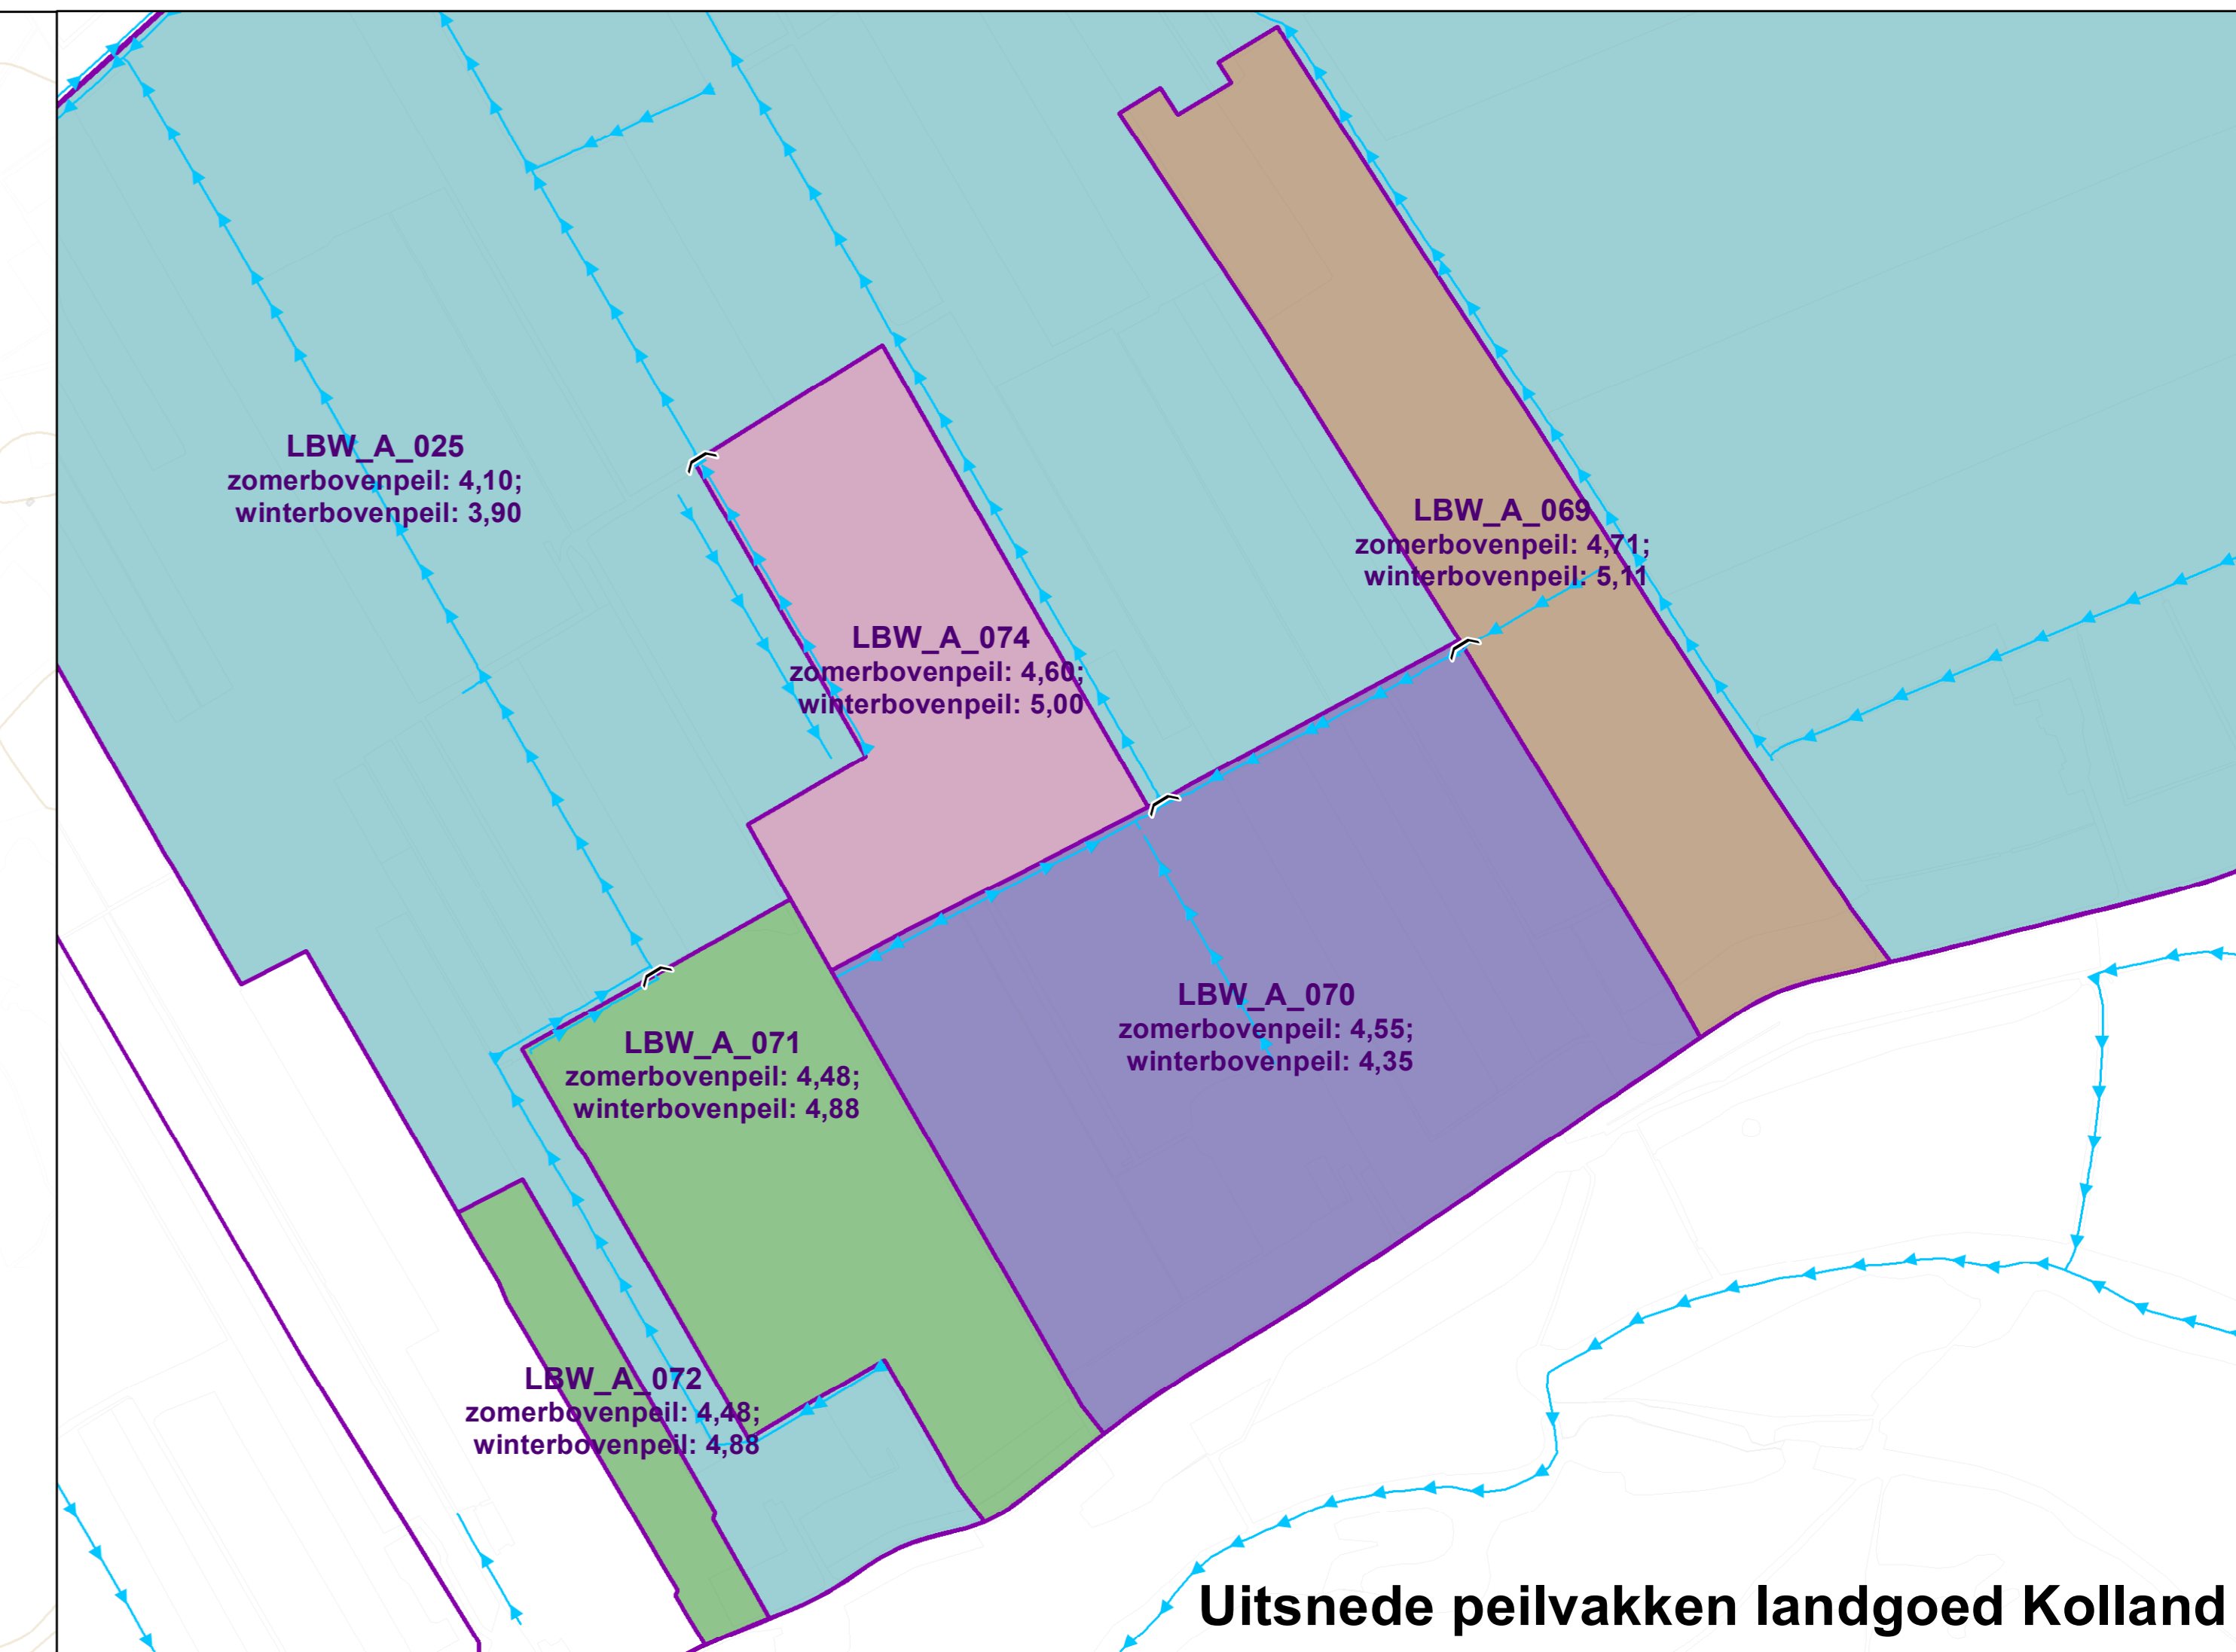 LBW_A_025
zomerbovenpeil: 4,10;
winterbovenpeil: 3,90
LBW_A_069
zomerbovenpeil: 4,71;
winterbovenpeil: 5,11
LBW_A_074
zomerbovenpeil: 4,60;
winterbovenpeil: 5,00
LBW_A_070
zomerbovenpeil: 4,55;
winterbovenpeil: 4,35
LBW_A_071
zomerbovenpeil: 4,48;
winterbovenpeil: 4,88
LBW_A_072
zomerbovenpeil: 4,48;
winterbovenpeil: 4,88
Uitsnede peilvakken landgoed Kolland